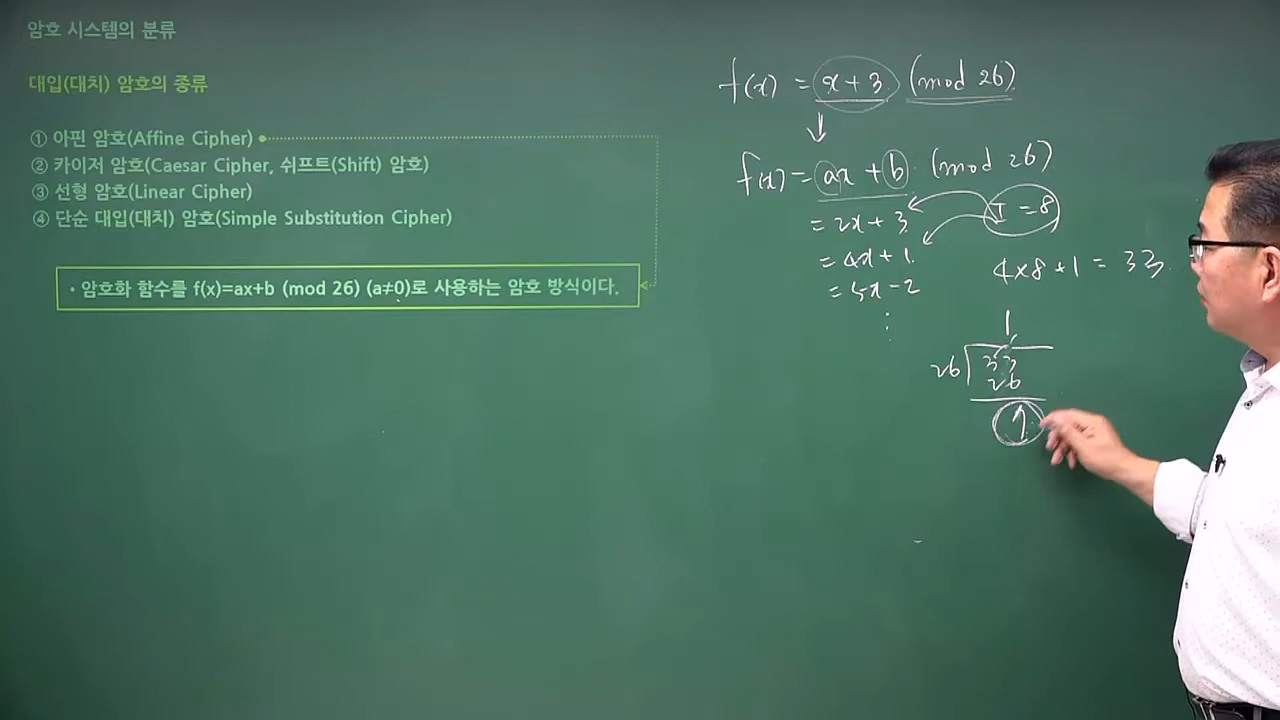 암호 시스템의 분류
대입(대치) 암호의 종류
① 아핀 암호(Affine Cipher)
② 카이저 암호(Caesar Cipher, 쉬프트(Shift) 암호)
③ 선형 암호(Linear Cipher)
④ 단순 대입(대치) 암호(Simple Substitution Cipher)
• 암호화 함수를 f(x)=ax+b (mod 26) (a≠0)로 사용하는 암호 방식이다.
f(x) = x+3 (mod 26)
f(x) = ax + b (mod 26)
= 2x + 3
I = 8
= 4x + 1
4×8+1 = 33
= 5x - 2
⋮
1
26 33
26
7